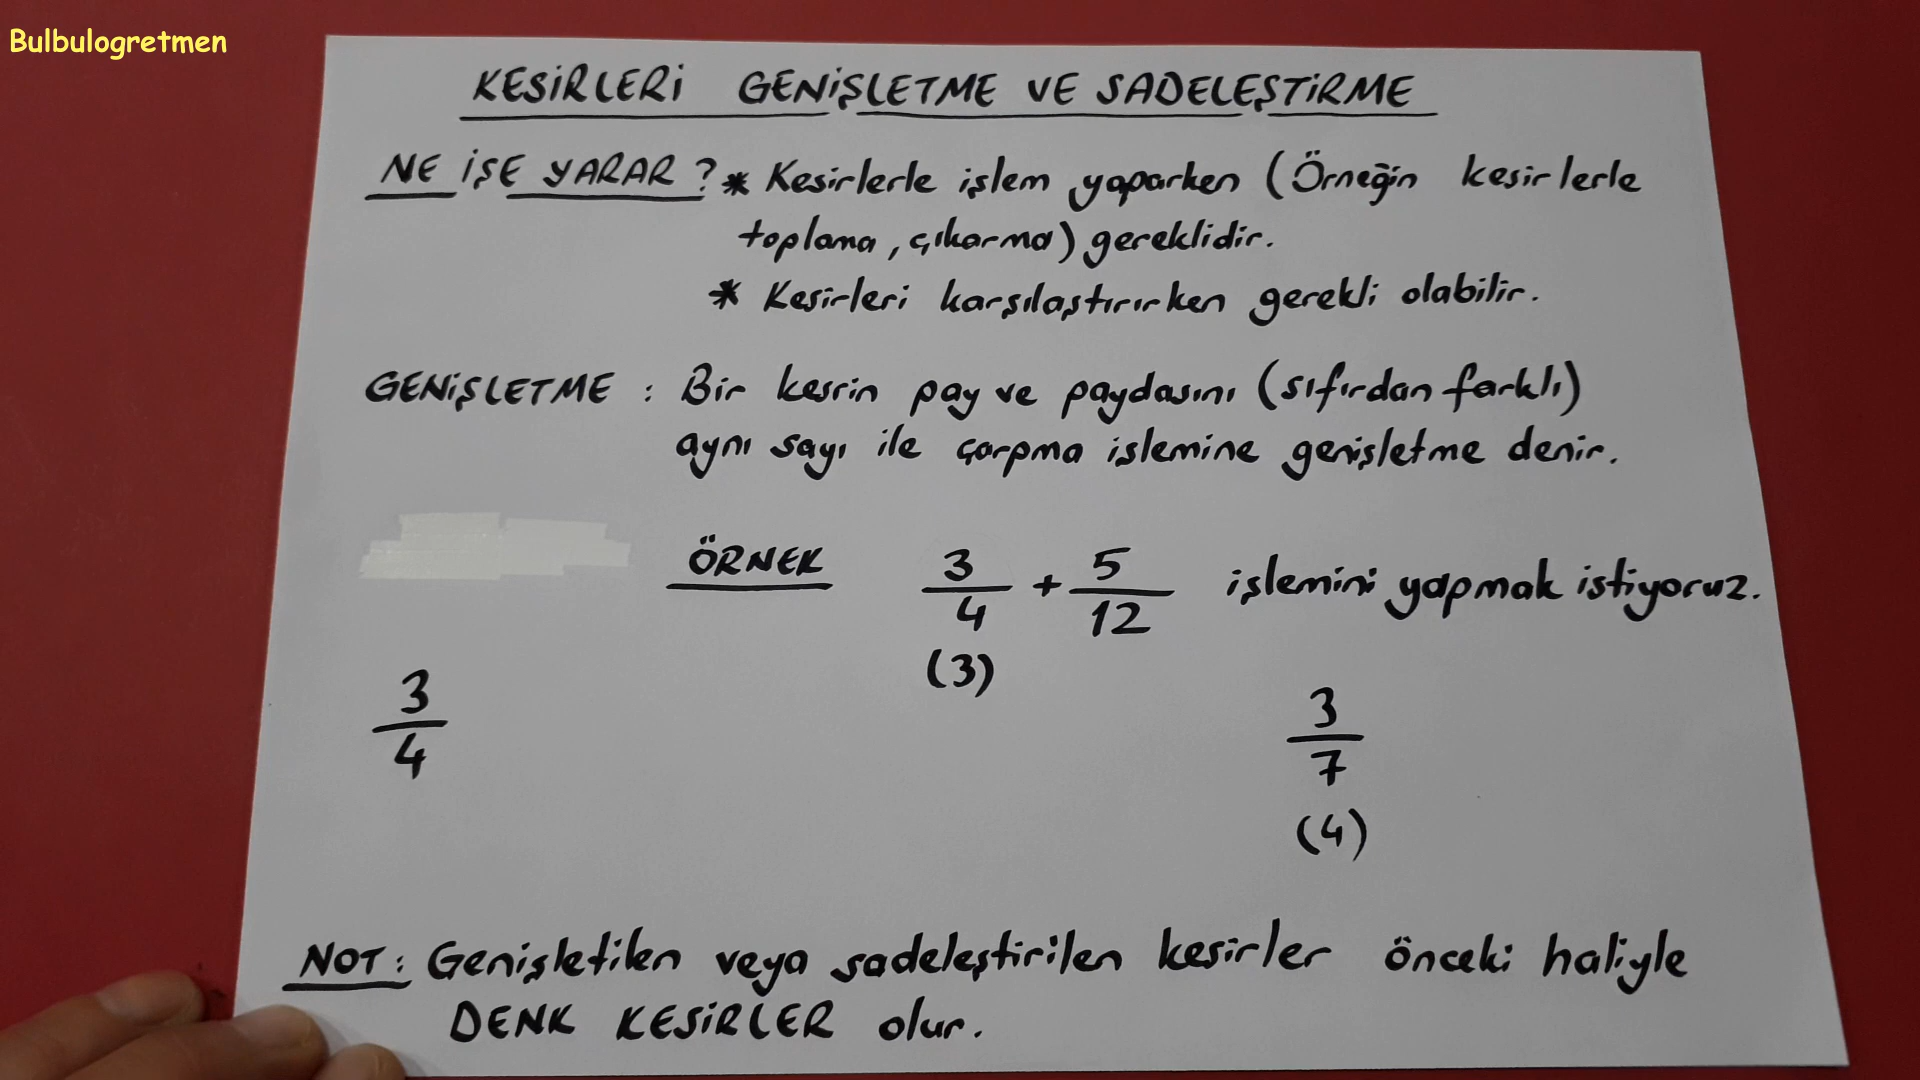 Bulbulogretmen
KESİRLERİ GENİŞLETME VE SADELEŞTİRME
NE İŞE YARAR? * Kesirlerle işlem yaparken (Örneğin kesirlerle
toplama, çıkarma) gereklidir.
* Kesirleri karşılaştırırken gerekli olabilir.
GENİŞLETME : Bir kesrin pay ve paydasını (sıfırdan farklı)
aynı sayı ile çarpma işlemine genişletme denir.
ÖRNEK 3/4 + 5/12 işlemini yapmak istiyoruz.
(3)
3/4
3/7
(4)
NOT: Genişletilen veya sadeleştirilen kesirler önceki haliyle
DENK KESİRLER olur.